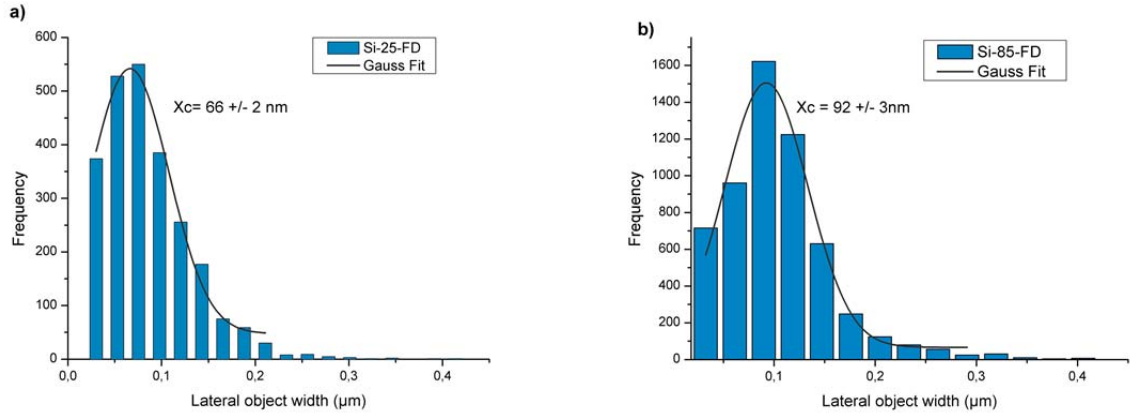 a)
600
500
400
300
200
100
0
Frequency
Si-25-FD
Gauss Fit
Xc= 66 +/- 2 nm
0,0 0,1 0,2 0,3 0,4
Lateral object width (µm)
b)
1600
1400
1200
1000
800
600
400
200
0
Frequency
Si-85-FD
Gauss Fit
Xc = 92 +/- 3nm
0,1 0,2 0,3 0,4
Lateral object width (µm)